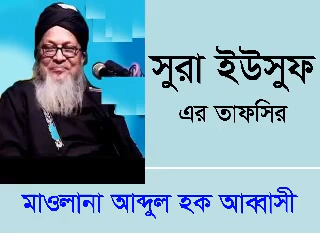 সুরা ইউসুফ
এর তাফসির
মাওলানা আব্দুল হক আব্বাসী